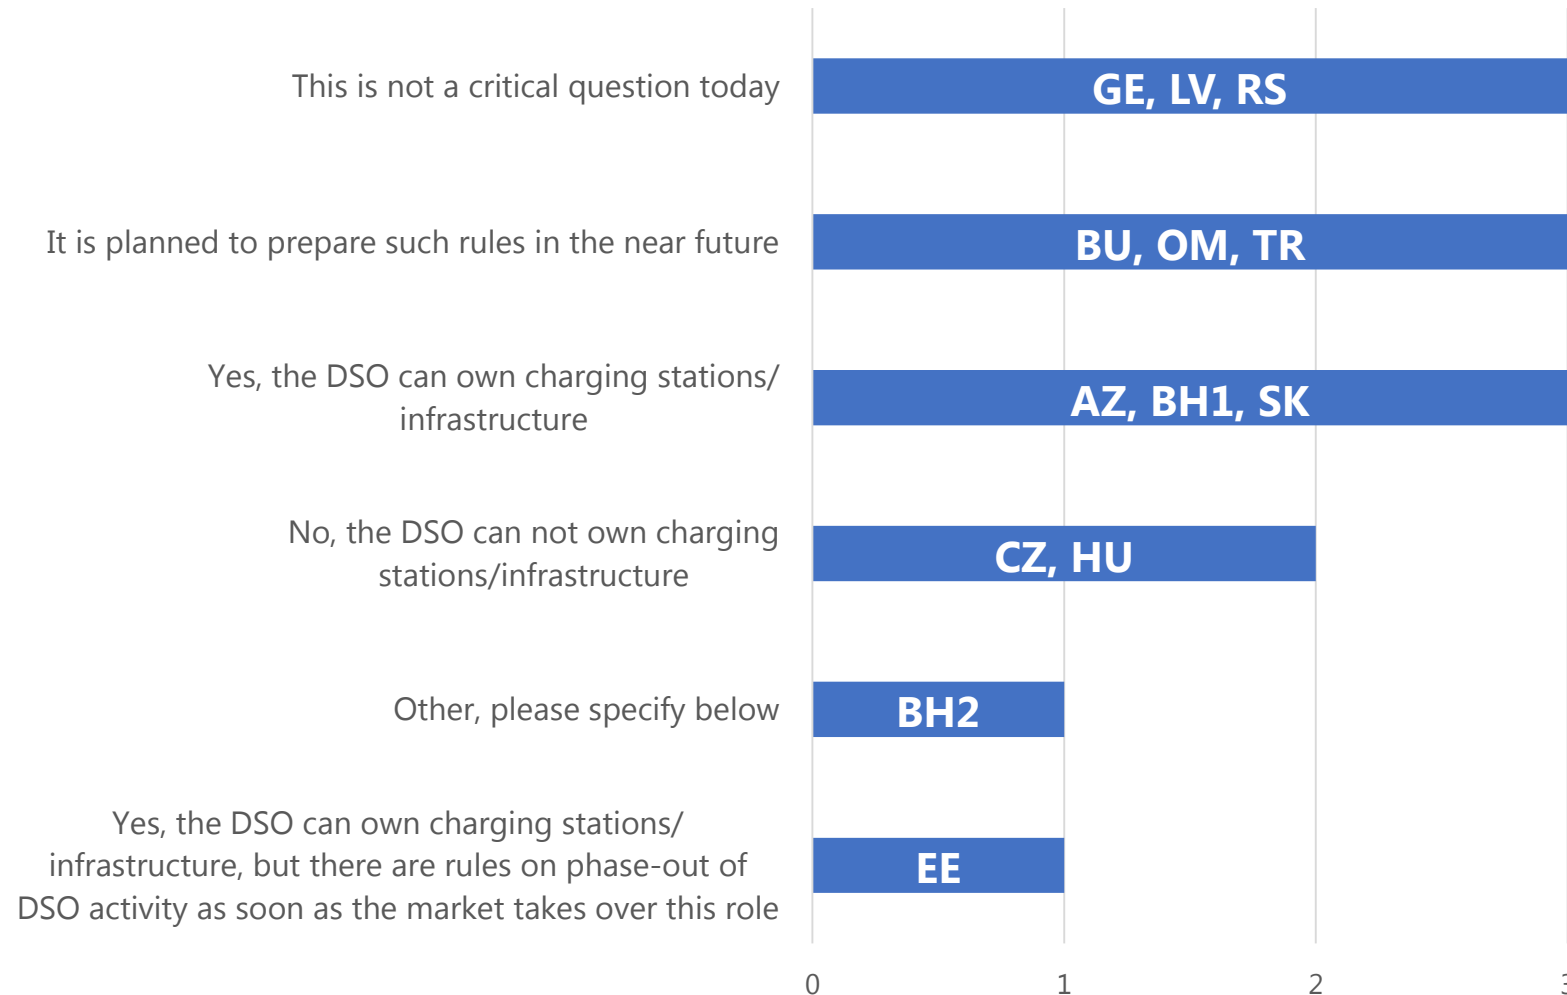 This is not a critical question today
GE, LV, RS
It is planned to prepare such rules in the near future
BU, OM, TR
Yes, the DSO can own charging stations/
infrastructure
AZ, BH1, SK
No, the DSO can not own charging
stations/infrastructure
CZ, HU
Other, please specify below
BH2
Yes, the DSO can own charging stations/
infrastructure, but there are rules on phase-out of
DSO activity as soon as the market takes over this role
EE
0 1 2 3